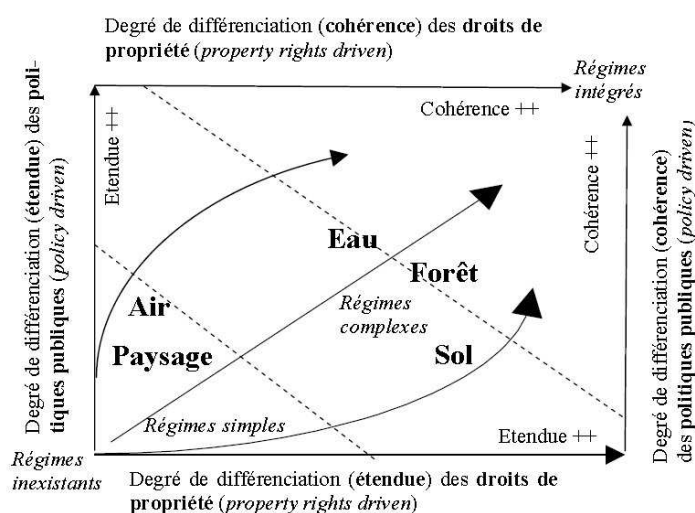 Degré de différenciation (cohérence) des droits de
propriété (property rights driven)
Régimes
intégrés
Cohérence ++
Degré de différenciation (étendue) des poli-
tiques publiques (policy driven)
Etendue ++
Cohérence ++
Degré de différenciation (cohérence)
des politiques publiques (policy driven)
Eau
Forêt
Air
Régimes
complexes
Paysage
Sol
Régimes simples
Etendue ++
Régimes
inexistants
Degré de différenciation (étendue) des droits de
propriété (property rights driven)